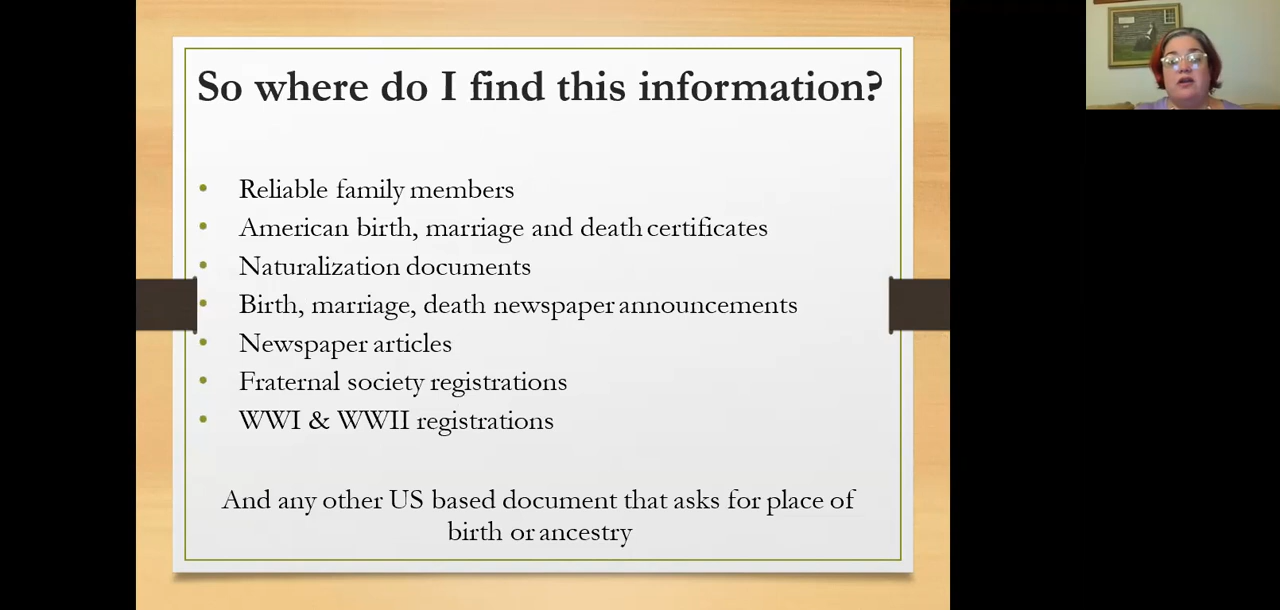 So where do I find this information?
• Reliable family members
• American birth, marriage and death certificates
• Naturalization documents
• Birth, marriage, death newspaper announcements
• Newspaper articles
• Fraternal society registrations
• WWI & WWII registrations
And any other US based document that asks for place of
birth or ancestry